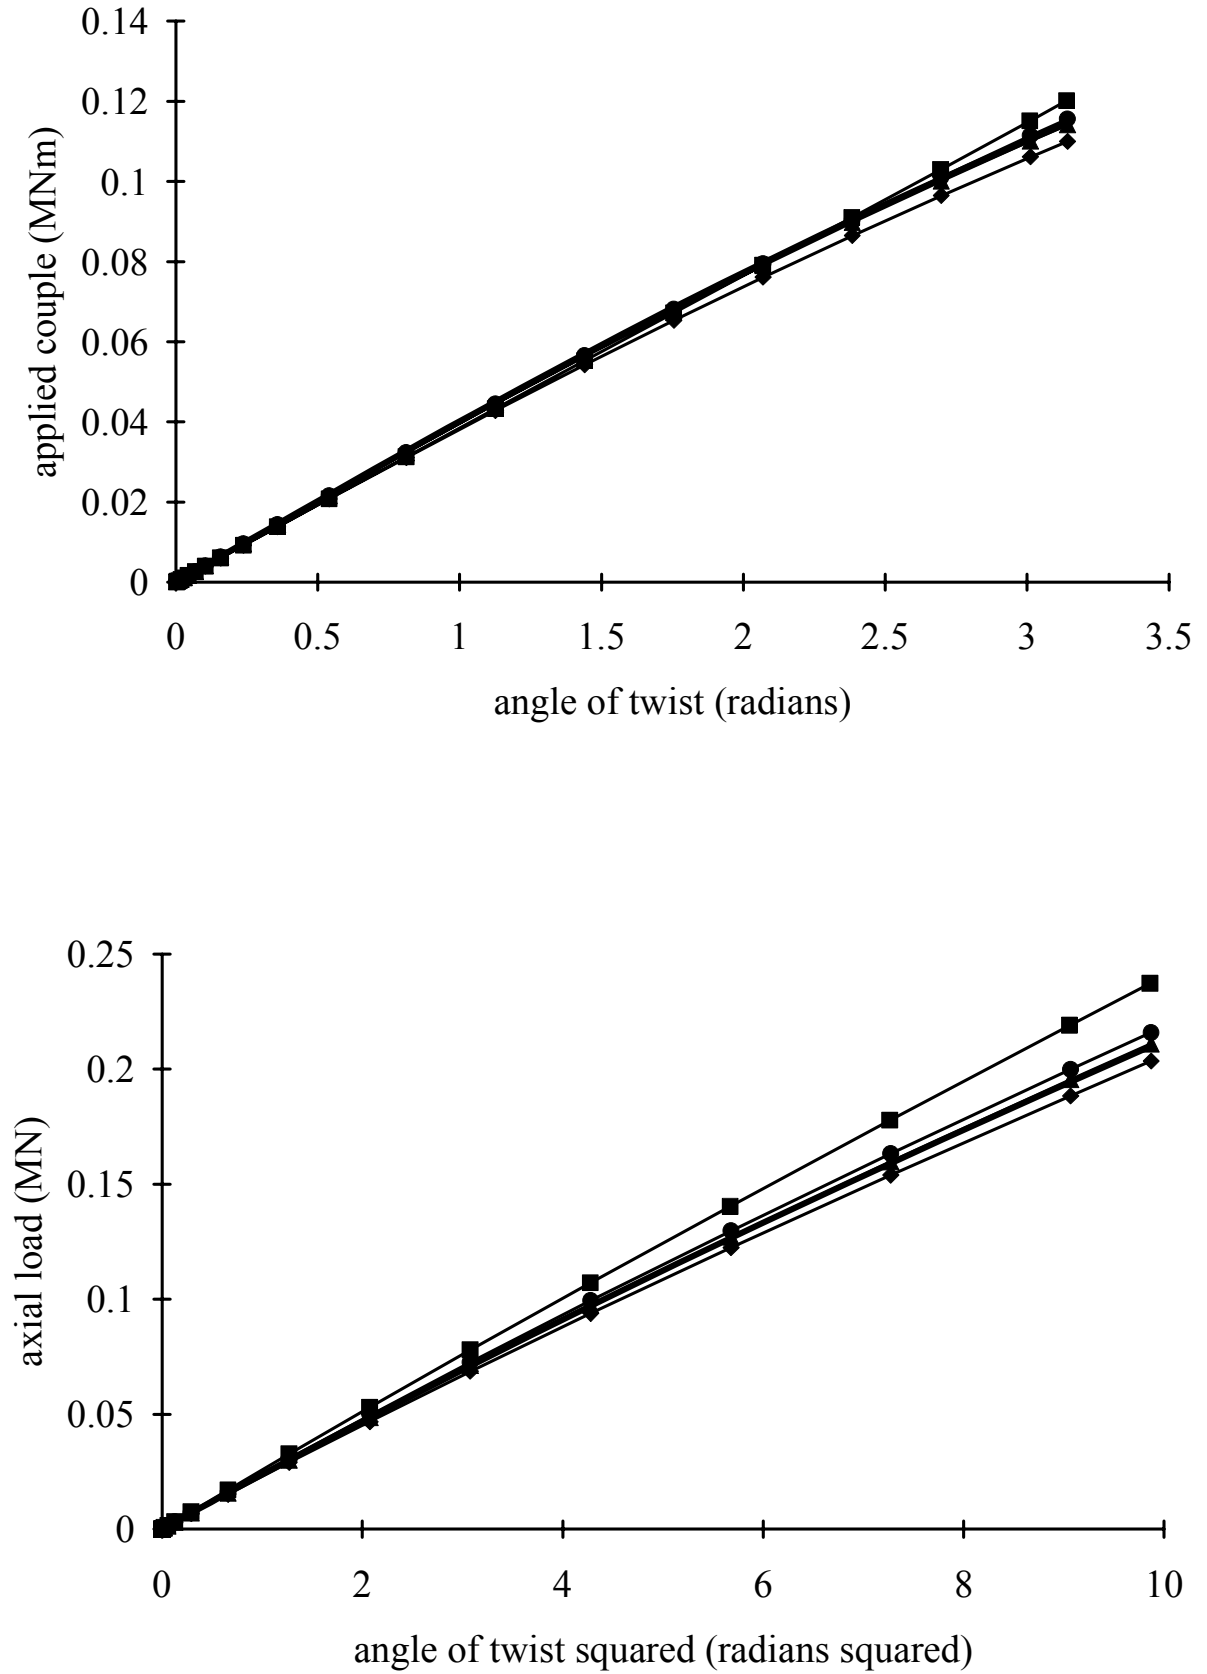 0.14
0.12
0.1
0.08
0.06
0.04
0.02
0
applied couple (MNm)
0 0.5 1 1.5 2 2.5 3 3.5
angle of twist (radians)
0.25
0.2
0.15
0.1
0.05
0
axial load (MN)
0 2 4 6 8 10
angle of twist squared (radians squared)